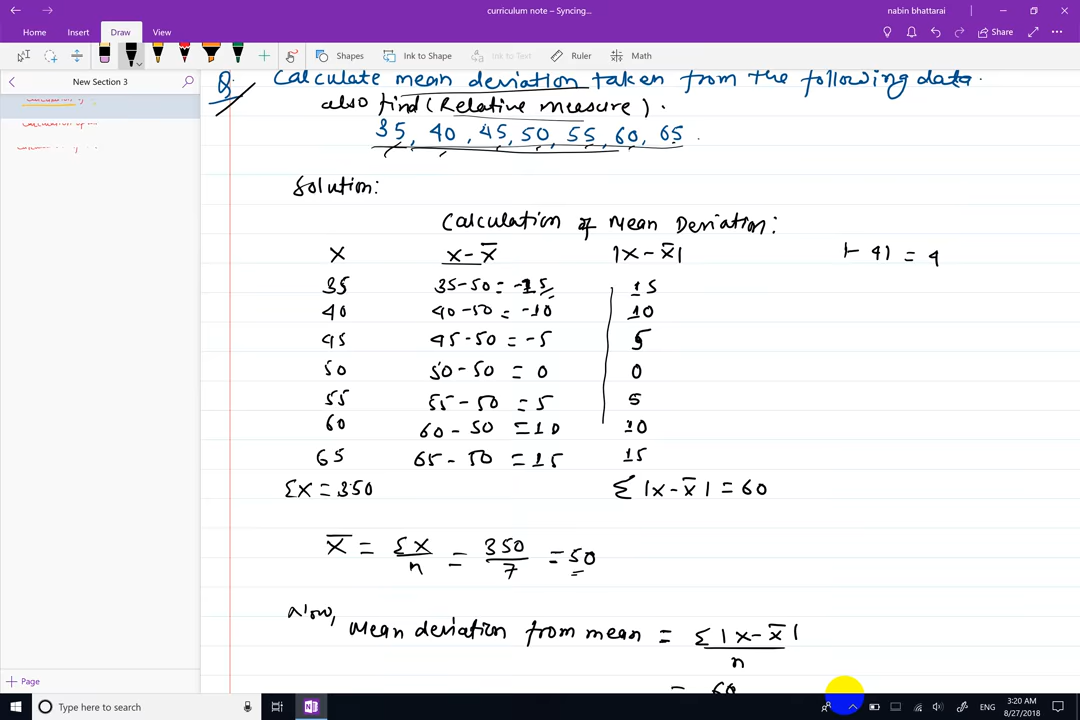 curriculum note – Syncing...
nabin bhattarai
Home Insert Draw View
Share
Shapes Ink to Shape Ink to Text Ruler Math
New Section 3
Q. Calculate mean deviation taken from the following data.
also find (Relative measure).
35, 40, 45, 50, 55, 60, 65.
Solution:
Calculation of Mean Deviation:
X X-X̄ |X-X̄| |-4| = 4
35 35-50 = -15 15
40 40-50 = -10 10
45 45-50 = -5 5
50 50-50 = 0 0
55 55-50 = 5 5
60 60-50 = 10 10
65 65-50 = 15 15
ΣX = 350 Σ|X-X̄| = 60
X̄ = ΣX/n = 350/7 = 50
Now,
Mean deviation from mean = Σ|X-X̄|/n
= 60
Page
Type here to search
ENG
3:20 AM
8/27/2018